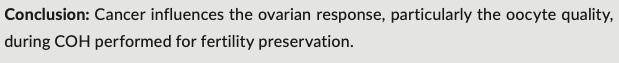 Conclusion: Cancer influences the ovarian response, particularly the oocyte quality,
during COH performed for fertility preservation.